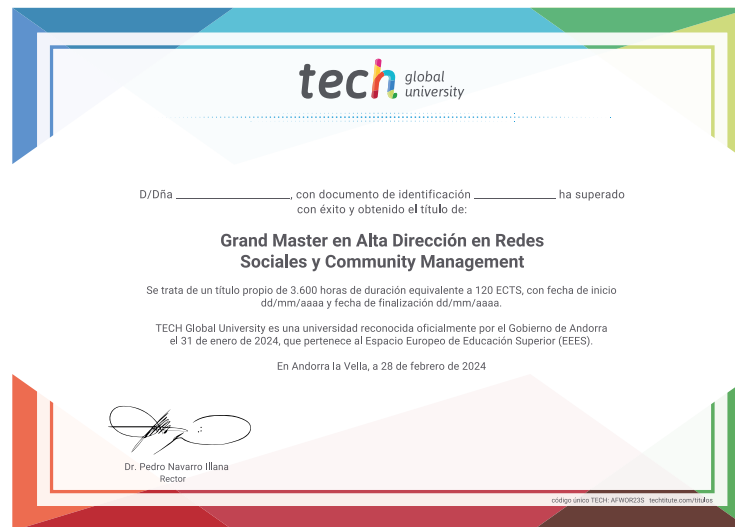 tech global
university
D/Dña ____________, con documento de identificación ____________ ha superado
con éxito y obtenido el título de:
Grand Master en Alta Dirección en Redes
Sociales y Community Management
Se trata de un título propio de 3.600 horas de duración equivalente a 120 ECTS, con fecha de inicio
dd/mm/aaaa y fecha de finalización dd/mm/aaaa.
TECH Global University es una universidad reconocida oficialmente por el Gobierno de Andorra
el 31 de enero de 2024, que pertenece al Espacio Europeo de Educación Superior (EEES).
En Andorra la Vella, a 28 de febrero de 2024
Dr. Pedro Navarro Illana
Rector
código único TECH: AFWOR23S techtitute.com/titulos